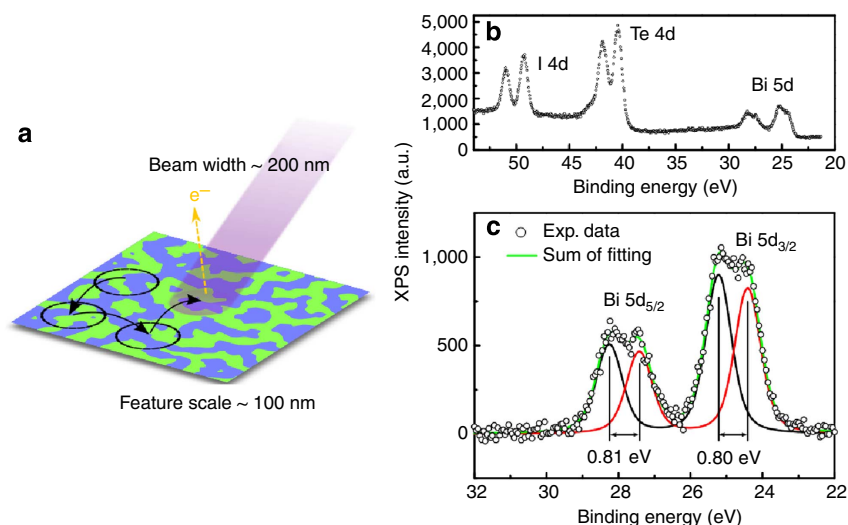 a
Beam width ~ 200 nm
e−
Feature scale ~ 100 nm
XPS intensity (a.u.)
b
5,000
4,000
3,000
2,000
1,000
I 4d
Te 4d
Bi 5d
50 45 40 35 30 25 20
Binding energy (eV)
c
Exp. data
Sum of fitting
1,000
500
0
Bi 5d5/2
Bi 5d3/2
0.81 eV
0.80 eV
32 30 28 26 24 22
Binding energy (eV)